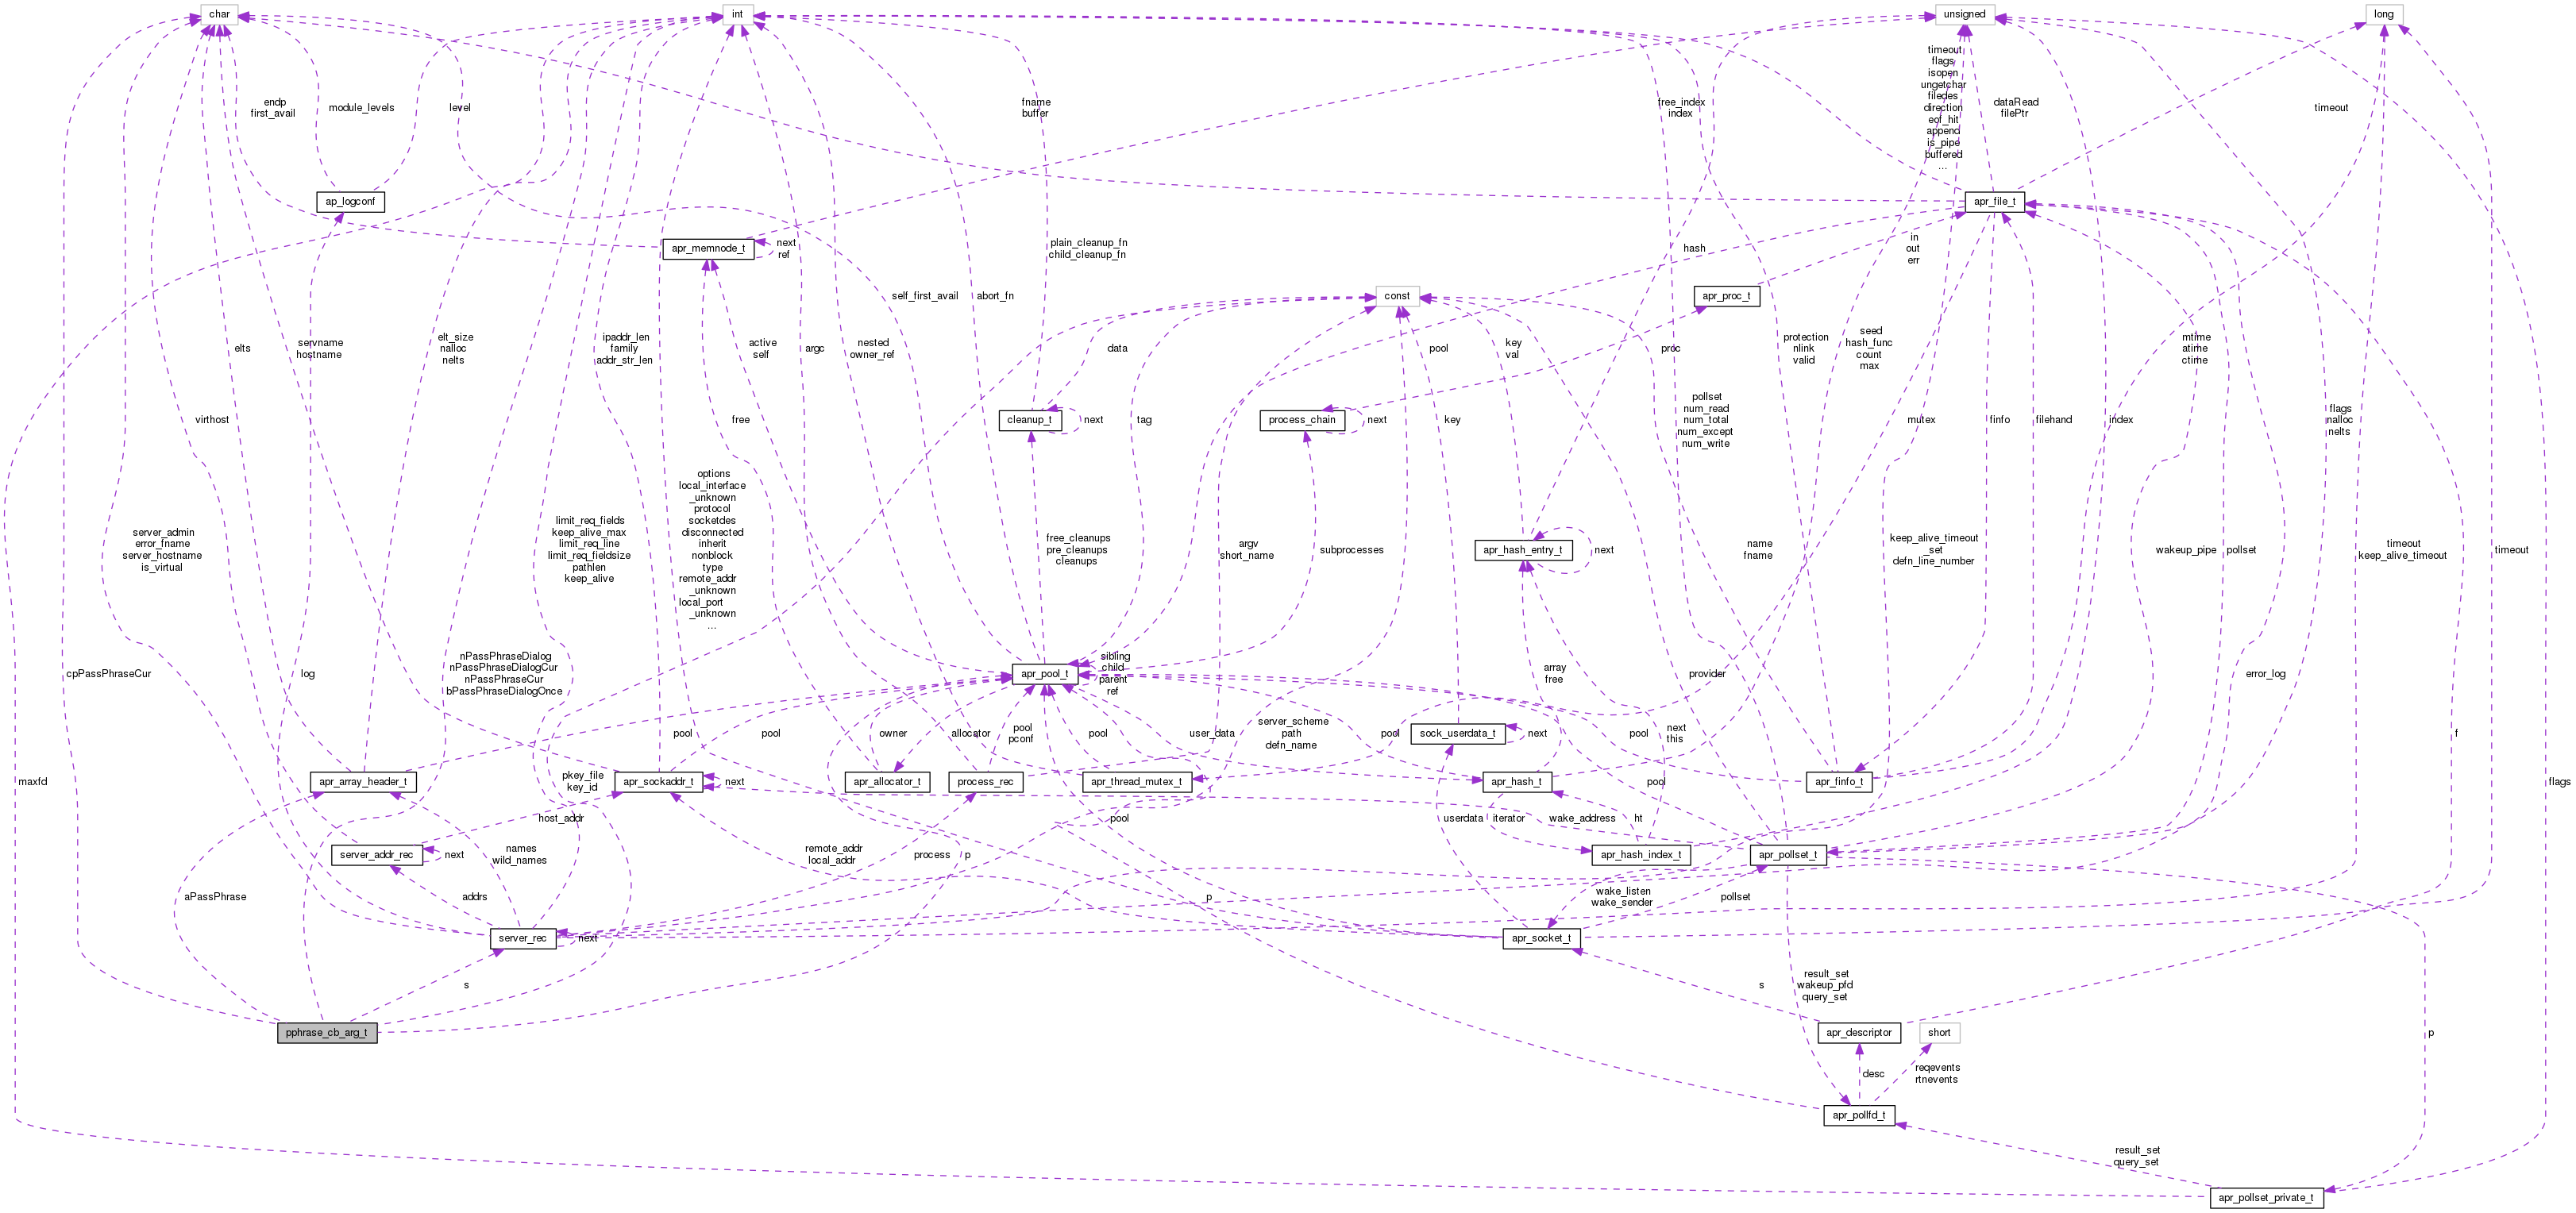 char
int
unsigned
long
endp
first_avail
module_levels
level
fname
buffer
free_index
index
timeout
flags
isopen
ungetchar
filedes
direction
eof_hit
append
is_pipe
buffered
...
dataRead
filePtr
timeout
ap_logconf
apr_file_t
apr_memnode_t
next
ref
plain_cleanup_fn
child_cleanup_fn
hash
in
out
err
self_first_avail
abort_fn
const
apr_proc_t
elts
servname
hostname
elt_size
nalloc
nelts
ipaddr_len
family
addr_str_len
active
self
argc
nested
owner_ref
data
pool
key
val
proc
protection
nlink
valid
seed
hash_func
count
max
mtime
atime
ctime
virthost
free
cleanup_t
next
tag
process_chain
next
key
pollset
num_read
num_total
num_except
num_write
mutex
finfo
filehand
index
flags
nalloc
nelts
server_admin
error_fname
server_hostname
is_virtual
limit_req_fields
keep_alive_max
limit_req_line
limit_req_fieldsize
pathlen
keep_alive
options
local_interface
_unknown
protocol
socketdes
disconnected
inherit
nonblock
type
remote_addr
_unknown
local_port
_unknown
...
free_cleanups
pre_cleanups
cleanups
argv
short_name
subprocesses
apr_hash_entry_t
next
name
fname
keep_alive_timeout
_set
defn_line_number
wakeup_pipe
pollset
timeout
keep_alive_timeout
timeout
cpPassPhraseCur
log
nPassPhraseDialog
nPassPhraseDialogCur
nPassPhraseCur
bPassPhraseDialogOnce
apr_pool_t
sibling
child
parent
ref
array
free
provider
error_log
pool
pool
owner
allocator
pool
pconf
pool
user_data
server_scheme
path
defn_name
pool
sock_userdata_t
next
next
this
pool
f
maxfd
apr_array_header_t
pkey_file
key_id
apr_sockaddr_t
next
apr_allocator_t
process_rec
apr_thread_mutex_t
apr_hash_t
pool
apr_finfo_t
flags
host_addr
pool
userdata
iterator
wake_address
ht
server_addr_rec
next
names
wild_names
remote_addr
local_addr
process
p
apr_hash_index_t
apr_pollset_t
aPassPhrase
addrs
p
wake_listen
wake_sender
pollset
server_rec
next
apr_socket_t
s
s
result_set
wakeup_pfd
query_set
pphrase_cb_arg_t
apr_descriptor
short
p
desc
reqevents
rtnevents
apr_pollfd_t
result_set
query_set
apr_pollset_private_t